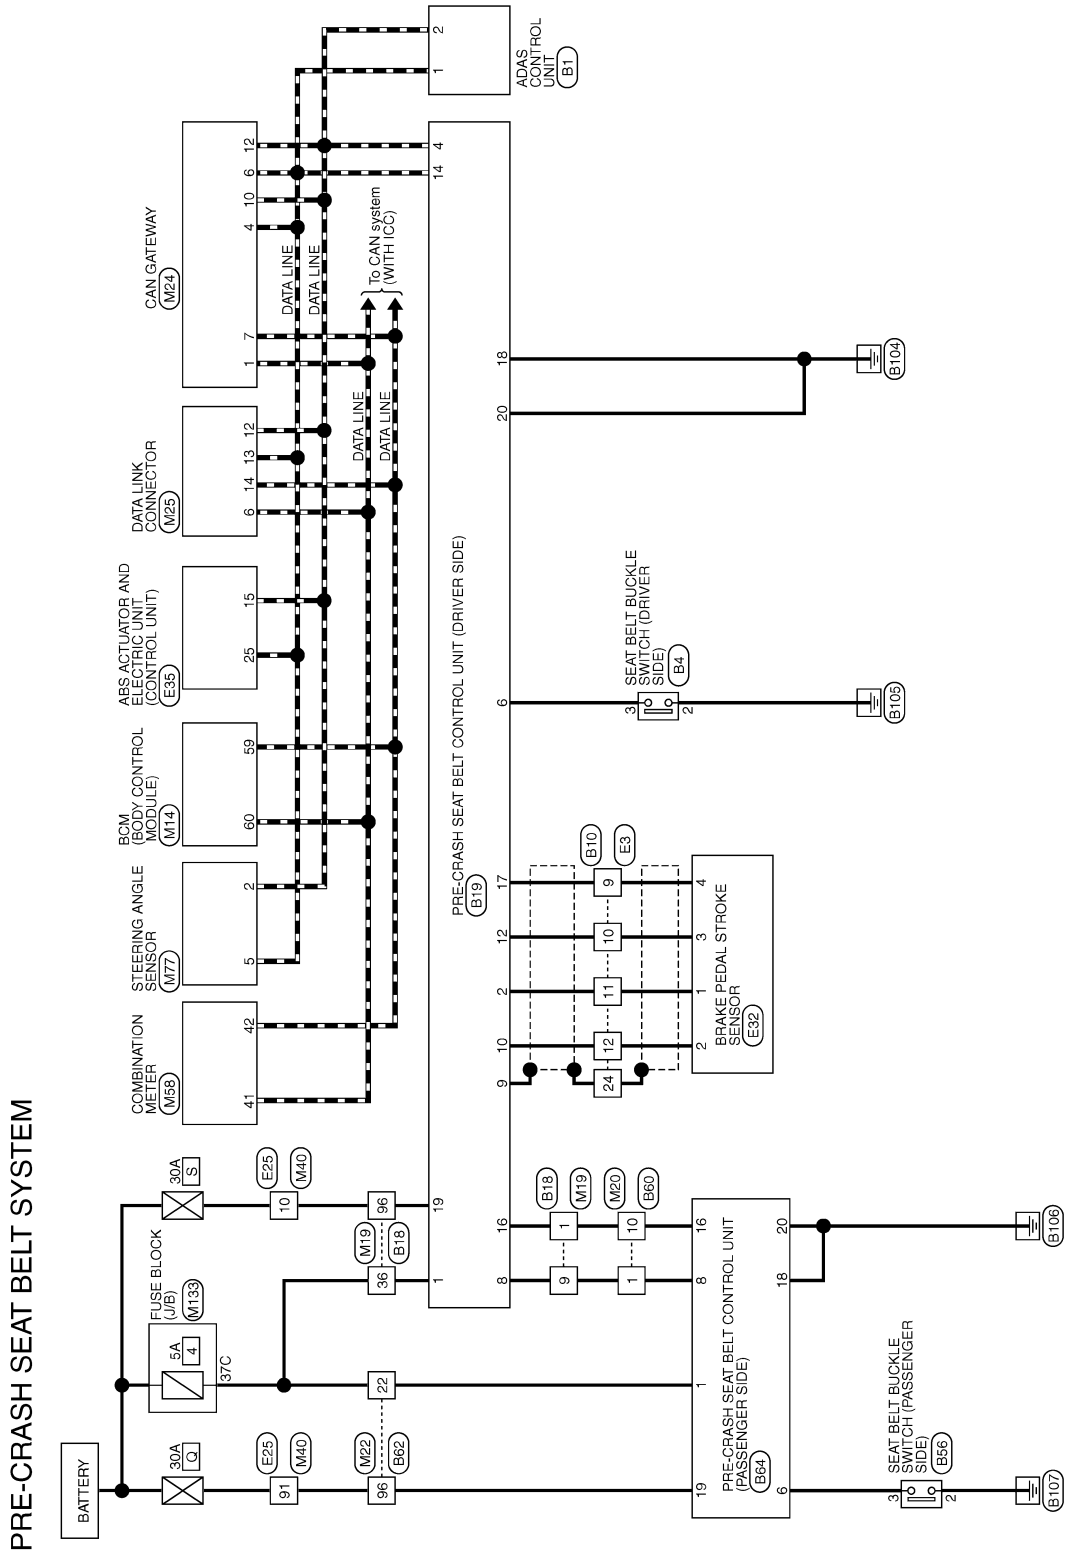 PRE-CRASH SEAT BELT SYSTEM
BATTERY
30A
Q
E25
M40
91
M22
B62
96
22
19
FUSE BLOCK
(J/B)
M133
5A
4
37C
30A
S
E25
M40
10
M19
B18
96
36
19
1
1
COMBINATION
METER
M58
41
42
STEERING ANGLE
SENSOR
M77
5
2
BCM
(BODY CONTROL
MODULE)
M14
60
59
ABS ACTUATOR AND
ELECTRIC UNIT
(CONTROL UNIT)
E35
25
15
DATA LINK
CONNECTOR
M25
6
14
13
12
CAN GATEWAY
M24
1
7
4
10
6
12
DATA LINE
DATA LINE
DATA LINE
DATA LINE
To CAN system
(WITH ICC)
14
4
1
2
ADAS
CONTROL
UNIT
B1
PRE-CRASH SEAT BELT CONTROL UNIT (DRIVER SIDE)
B19
8
16
9
10
2
12
17
6
20
18
B18
M19
9
1
M20
B60
1
10
8
16
B10
E3
24
12
11
10
9
2
1
3
4
BRAKE PEDAL STROKE
SENSOR
E32
3
2
SEAT BELT BUCKLE
SWITCH (DRIVER
SIDE)
B4
B105
B104
PRE-CRASH SEAT BELT CONTROL UNIT
(PASSENGER SIDE)
B64
6
18
20
3
2
SEAT BELT BUCKLE
SWITCH (PASSENGER
SIDE)
B56
B107
B106